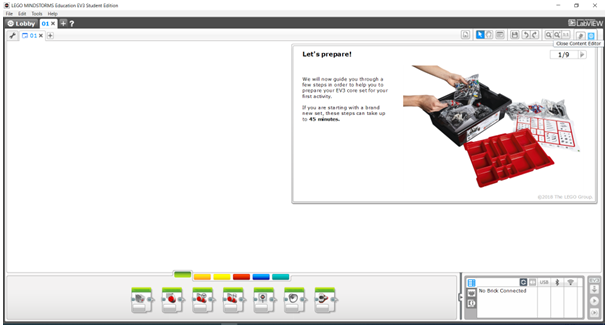 LEGO MINDSTORMS Education EV3 Student Edition
File Edit Tools Help
Lobby 01 × + ?
LabVIEW
01 × +
Close Content Editor
Let's prepare!
1/9
We will now guide you through a
few steps in order to help you to
prepare your EV3 core set for your
first activity.
If you are starting with a brand
new set, these steps can take up
to 45 minutes.
©2019 The LEGO Group
USB
No Brick Connected